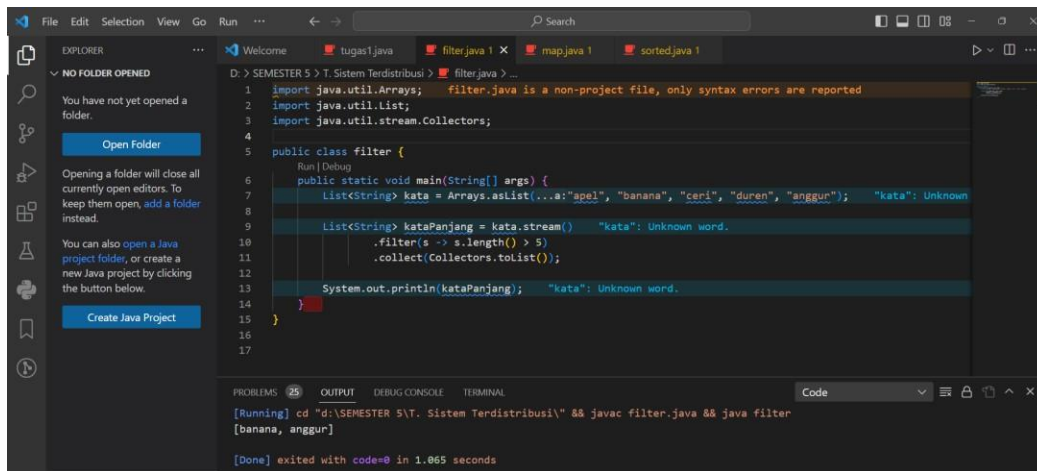 File Edit Selection View Go Run ··· ← → Search
EXPLORER ···
NO FOLDER OPENED
You have not yet opened a
folder.
Open Folder
Opening a folder will close all
currently open editors. To
keep them open, add a folder
instead.
You can also open a Java
project folder, or create a
new Java project by clicking
the button below.
Create Java Project
Welcome tugas1.java filter.java 1 × map.java 1 sorted.java 1
D: > SEMESTER 5 > T. Sistem Terdistribusi > filter.java > ...
1 import java.util.Arrays; filter.java is a non-project file, only syntax errors are reported
2 import java.util.List;
3 import java.util.stream.Collectors;
4
5 public class filter {
Run | Debug
6 public static void main(String[] args) {
7 List<String> kata = Arrays.asList(...a:"apel", "banana", "ceri", "duren", "anggur"); "kata": Unknown
8
9 List<String> kataPanjang = kata.stream() "kata": Unknown word.
10 .filter(s -> s.length() > 5)
11 .collect(Collectors.toList());
12
13 System.out.println(kataPanjang); "kata": Unknown word.
14 }
15 }
16
17
PROBLEMS 25 OUTPUT DEBUG CONSOLE TERMINAL Code
[Running] cd "d:\SEMESTER 5\T. Sistem Terdistribusi\" && javac filter.java && java filter
[banana, anggur]
[Done] exited with code=0 in 1.065 seconds